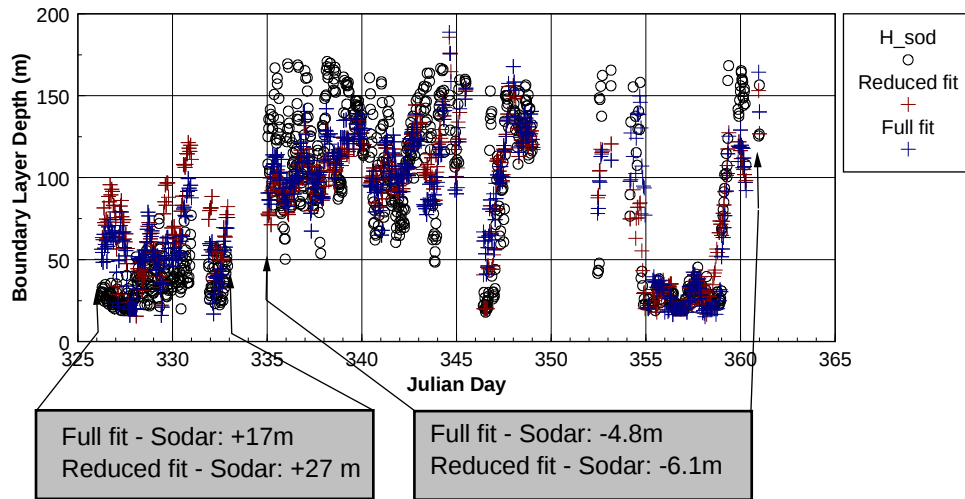 200
150
100
50
0
Boundary Layer Depth (m)
325 330 335 340 345 350 355 360 365
Julian Day
H_sod
Reduced fit
Full fit
Full fit - Sodar: +17m
Reduced fit - Sodar: +27 m
Full fit - Sodar: -4.8m
Reduced fit - Sodar: -6.1m